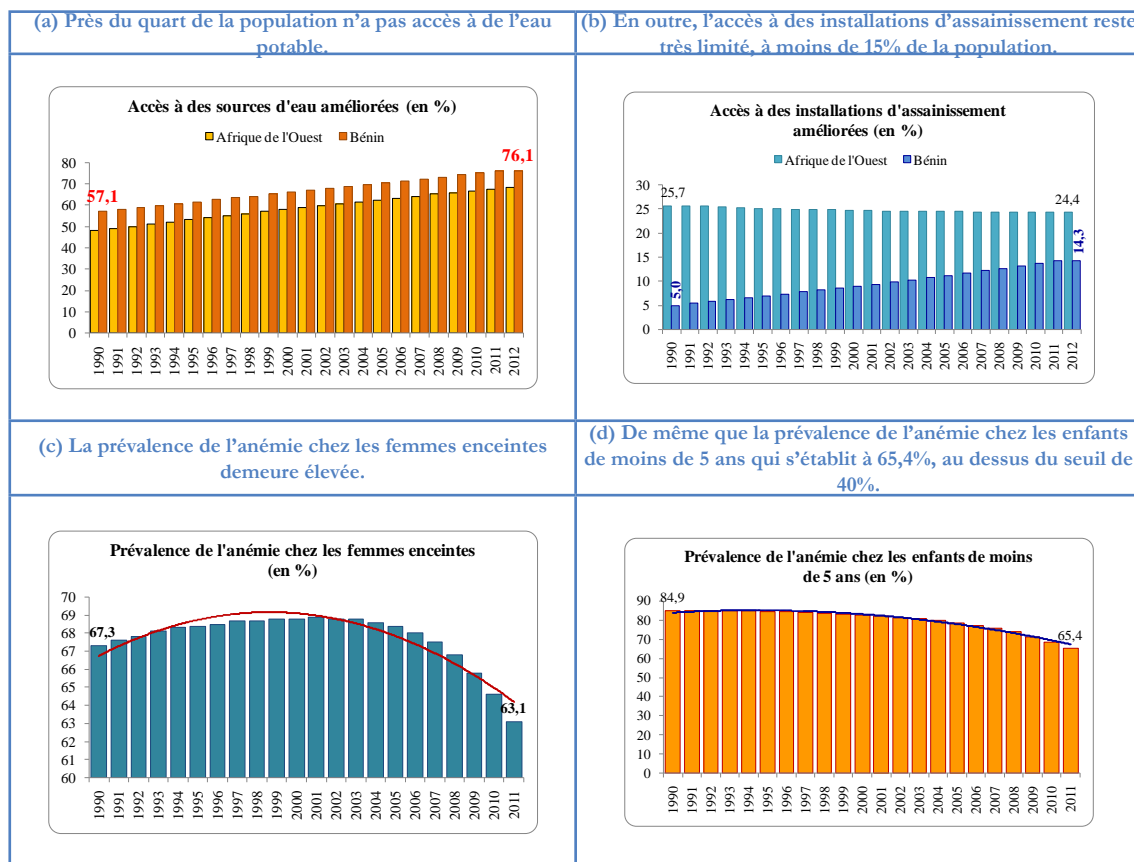 (a) Près du quart de la population n'a pas accès à de l'eau
potable.
(b) En outre, l'accès à des installations d'assainissement reste
très limité, à moins de 15% de la population.
Accès à des sources d'eau améliorées (en %)
Afrique de l'Ouest Bénin
80
70
60
50
40
30
20
10
0
57,1
76,1
1990 1991 1992 1993 1994 1995 1996 1997 1998 1999 2000 2001 2002 2003 2004 2005 2006 2007 2008 2009 2010 2011 2012
Accès à des installations d'assainissement
améliorées (en %)
Afrique de l'Ouest Bénin
30
25
20
15
10
5
0
25,7
24,4
5,0
14,3
1990 1991 1992 1993 1994 1995 1996 1997 1998 1999 2000 2001 2002 2003 2004 2005 2006 2007 2008 2009 2010 2011 2012
(c) La prévalence de l'anémie chez les femmes enceintes
demeure élevée.
(d) De même que la prévalence de l'anémie chez les enfants
de moins de 5 ans qui s'établit à 65,4%, au dessus du seuil de
40%.
Prévalence de l'anémie chez les femmes enceintes
(en %)
70
69
68
67
66
65
64
63
62
61
60
67,3
63,1
1990 1991 1992 1993 1994 1995 1996 1997 1998 1999 2000 2001 2002 2003 2004 2005 2006 2007 2008 2009 2010 2011
Prévalence de l'anémie chez les enfants de moins
de 5 ans (en %)
90
80
70
60
50
40
30
20
10
0
84,9
65,4
1990 1991 1992 1993 1994 1995 1996 1997 1998 1999 2000 2001 2002 2003 2004 2005 2006 2007 2008 2009 2010 2011